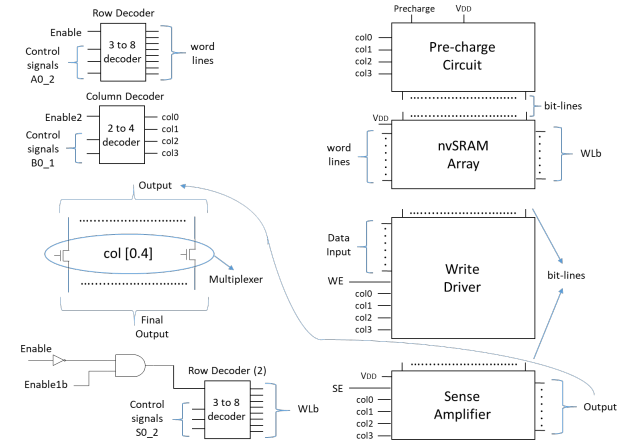 Row Decoder
Enable
3 to 8
decoder
Control
signals
A0_2
word
lines
Column Decoder
Enable2
2 to 4
decoder
Control
signals
B0_1
col0
col1
col2
col3
Output
col [0.4]
Multiplexer
Final
Output
Enable
Enable1b
Row Decoder (2)
3 to 8
decoder
Control
signals
S0_2
WLb
Precharge
VDD
col0
col1
col2
col3
Pre-charge
Circuit
bit-lines
VDD
word
lines
nvSRAM
Array
WLb
Data
Input
WE
col0
col1
col2
col3
Write
Driver
bit-lines
VDD
SE
col0
col1
col2
col3
Sense
Amplifier
Output